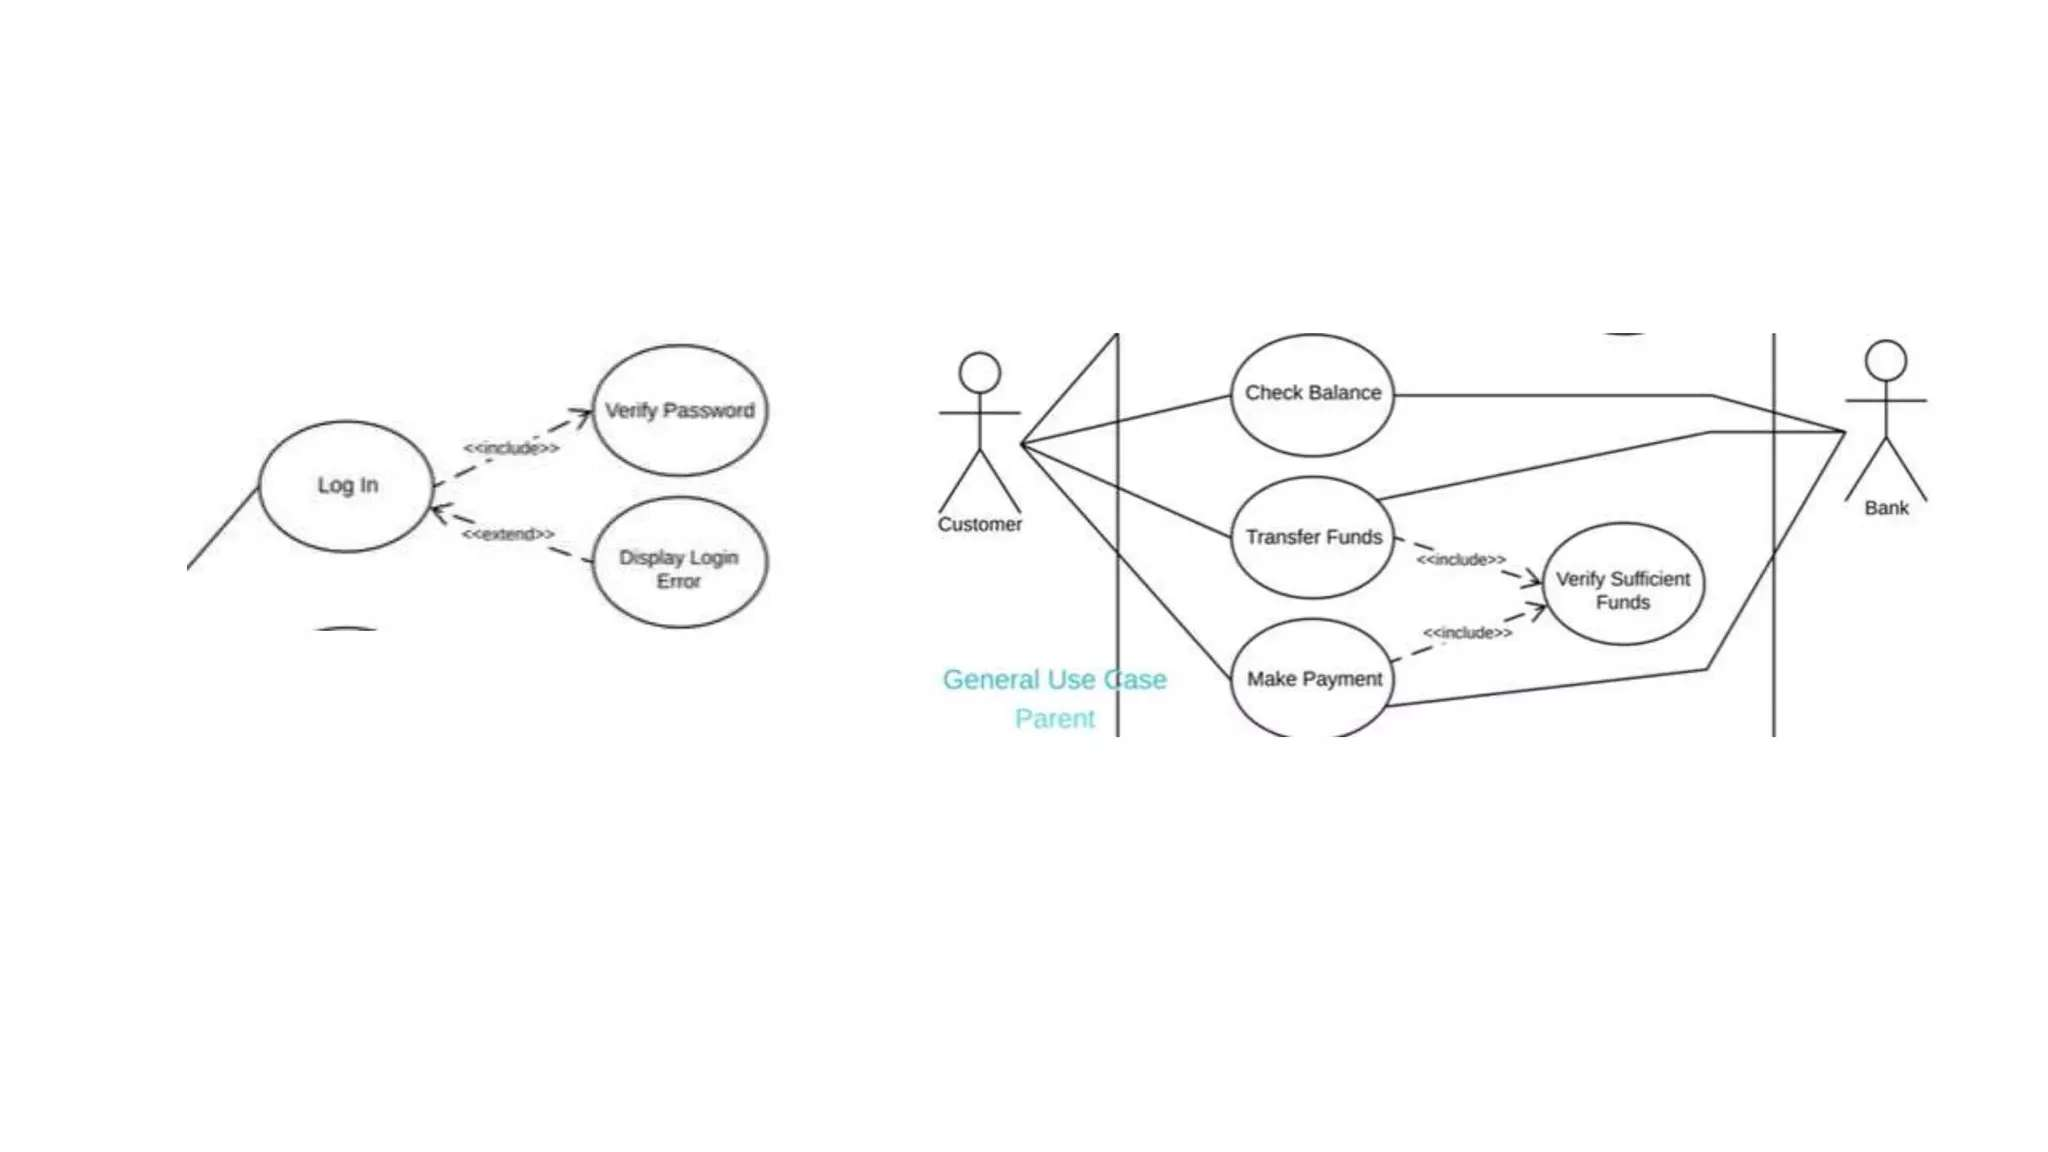 Verify Password
<<include>>
Log In
<<extend>>
Display Login
Error
Check Balance
Customer
Bank
Transfer Funds
<<include>>
Verify Sufficient
Funds
<<include>>
Make Payment
General Use Case
Parent